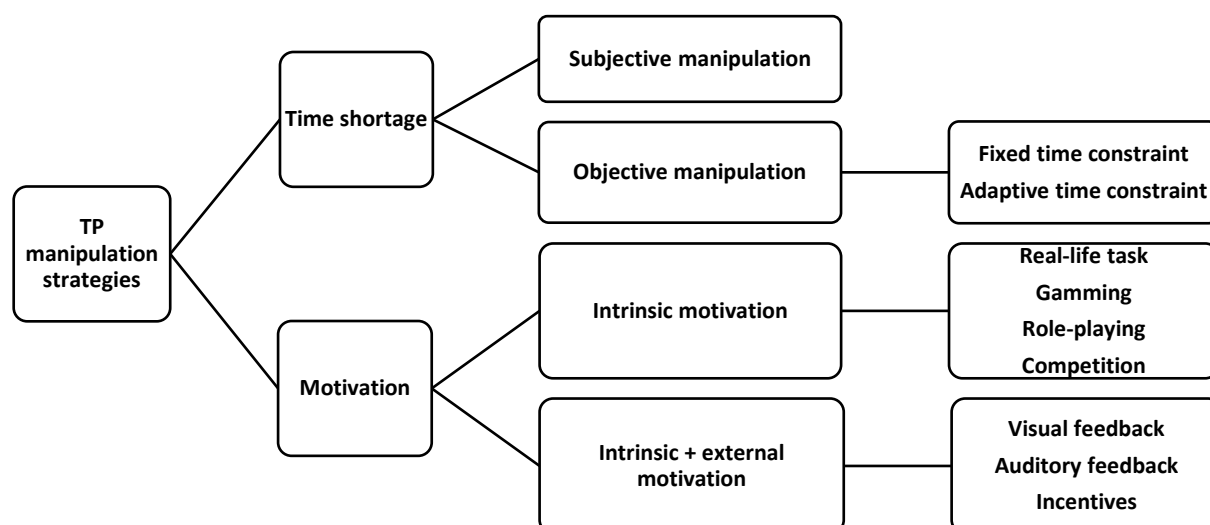 TP
manipulation
strategies
Time shortage
Subjective manipulation
Objective manipulation
Fixed time constraint
Adaptive time constraint
Motivation
Intrinsic motivation
Real-life task
Gamming
Role-playing
Competition
Intrinsic + external
motivation
Visual feedback
Auditory feedback
Incentives